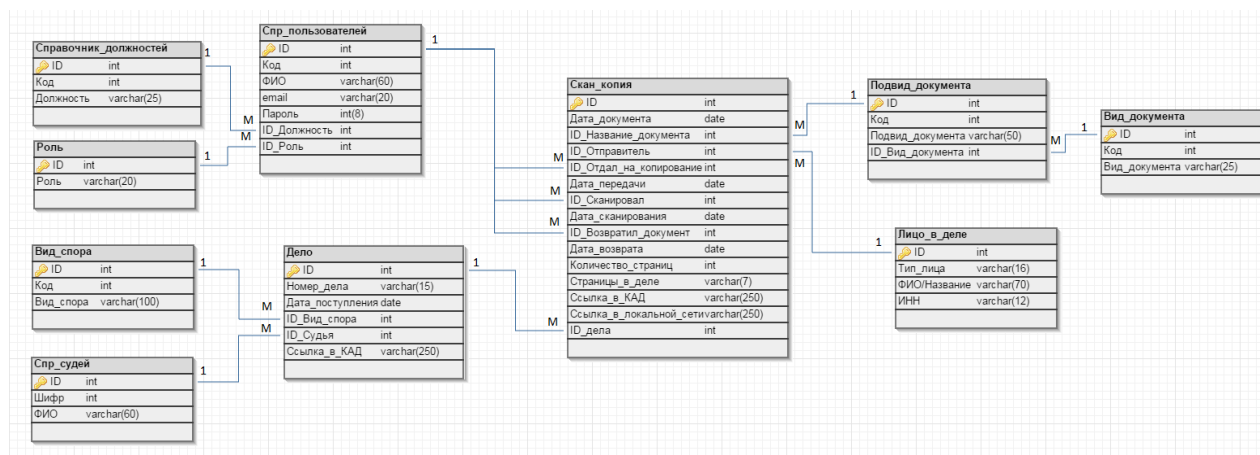 Справочник_должностей
ID int
Код int
Должность varchar(25)
1
M
Роль
ID int
Роль varchar(20)
1
M
Спр_пользователей
ID int
Код int
ФИО varchar(60)
email varchar(20)
Пароль int(8)
ID_Должность int
ID_Роль int
1
M
M
M
Вид_спора
ID int
Код int
Вид_спора varchar(100)
1
M
Спр_судей
ID int
Шифр int
ФИО varchar(60)
1
M
Дело
ID int
Номер_дела varchar(15)
Дата_поступления date
ID_Вид_спора int
ID_Судья int
Ссылка_в_КАД varchar(250)
1
M
Скан_копия
ID int
Дата_документа date
ID_Название_документа int
ID_Отправитель int
ID_Отдал_на_копирование int
Дата_передачи date
ID_Сканировал int
Дата_сканирования date
ID_Возвратил_документ int
Дата_возврата date
Количество_страниц int
Страницы_в_деле varchar(7)
Ссылка_в_КАД varchar(250)
Ссылка_в_локальной_сети varchar(250)
ID_дела int
M
1
M
1
Подвид_документа
ID int
Код int
Подвид_документа varchar(50)
ID_Вид_документа int
M
1
Вид_документа
ID int
Код int
Вид_документа varchar(25)
Лицо_в_деле
ID int
Тип_лица varchar(16)
ФИО/Название varchar(70)
ИНН varchar(12)